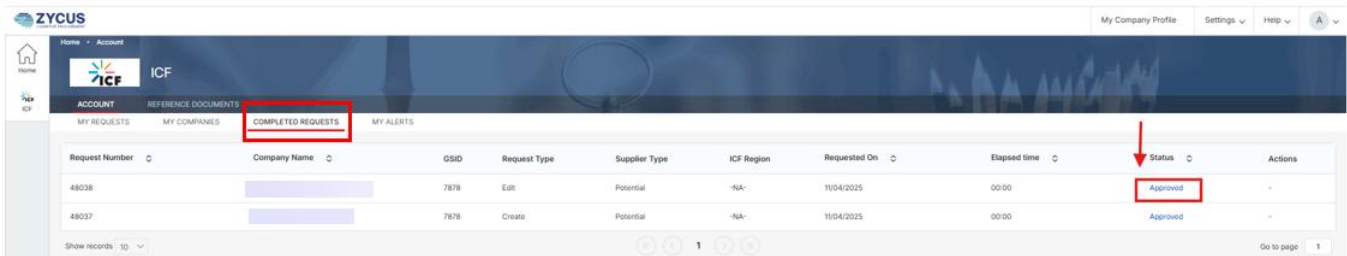 ZYCUS
My Company Profile Settings Help A
Home • Account
Home
ICF ICF
ICF
ACCOUNT REFERENCE DOCUMENTS
MY REQUESTS MY COMPANIES COMPLETED REQUESTS MY ALERTS
Request Number Company Name GSID Request Type Supplier Type ICF Region Requested On Elapsed time Status Actions
48038 7878 Edit Potential -NA- 11/04/2025 00:00 Approved -
48037 7878 Create Potential -NA- 11/04/2025 00:00 Approved -
Show records 10 1 Go to page 1